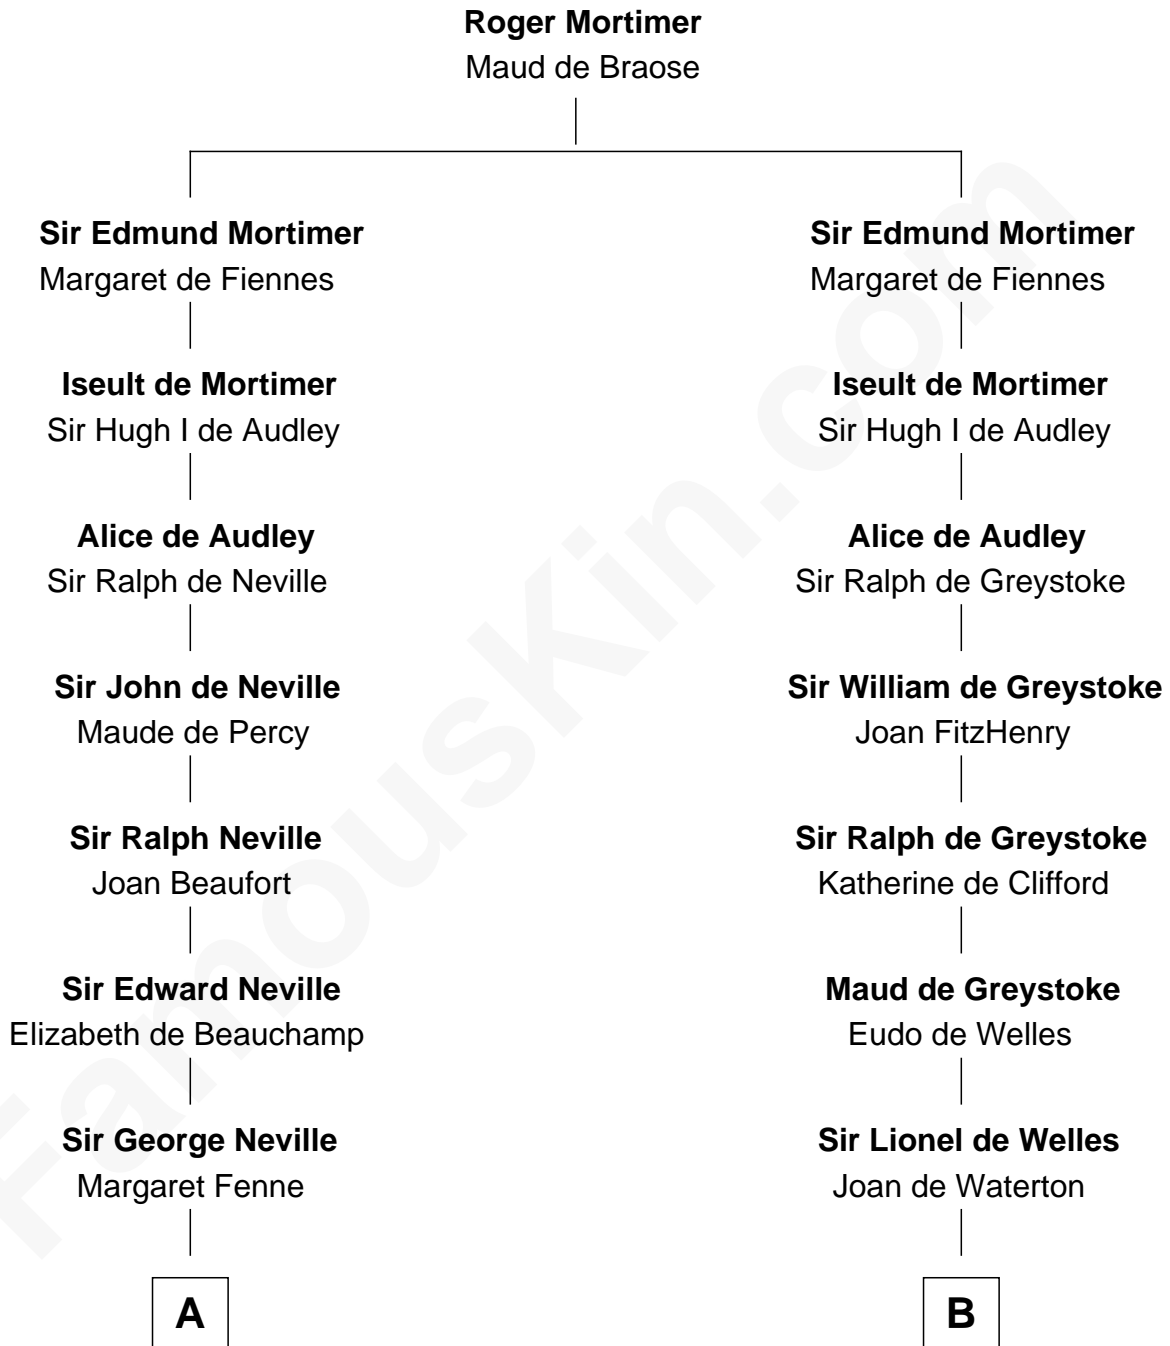 Roger Mortimer
Maud de Braose
Sir Edmund Mortimer
Margaret de Fiennes
Iseult de Mortimer
Sir Hugh I de Audley
Alice de Audley
Sir Ralph de Neville
Sir John de Neville
Maude de Percy
Sir Ralph Neville
Joan Beaufort
Sir Edward Neville
Elizabeth de Beauchamp
Sir George Neville
Margaret Fenne
A
Sir Edmund Mortimer
Margaret de Fiennes
Iseult de Mortimer
Sir Hugh I de Audley
Alice de Audley
Sir Ralph de Greystoke
Sir William de Greystoke
Joan FitzHenry
Sir Ralph de Greystoke
Katherine de Clifford
Maud de Greystoke
Eudo de Welles
Sir Lionel de Welles
Joan de Waterton
B
FamousKin.com